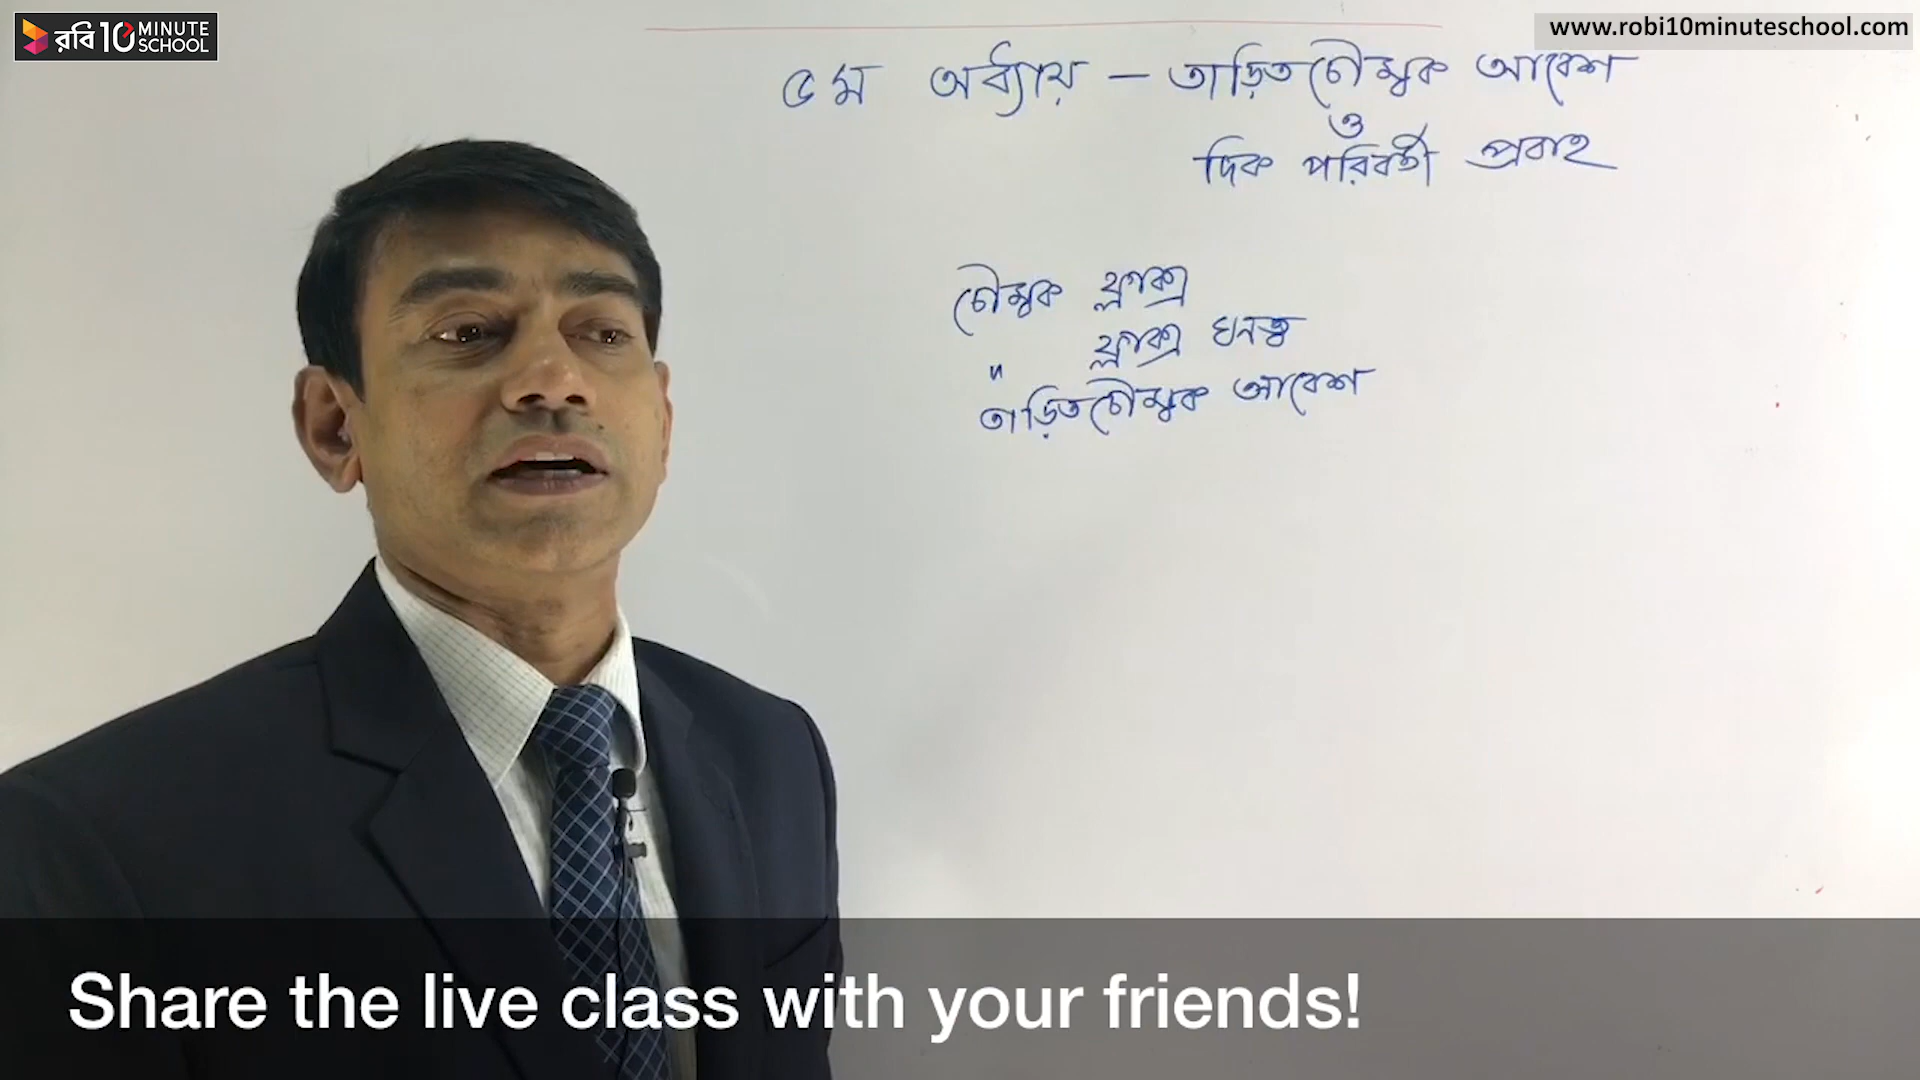 রবি 10 MINUTE SCHOOL
www.robi10minuteschool.com
৫ম অধ্যায় – তাড়িতচৌম্বক আবেশ
ও
দিক পরিবর্তী প্রবাহ
চৌম্বক ফ্লাক্স
" ফ্লাক্স ঘনত্ব
তাড়িতচৌম্বক আবেশ
Share the live class with your friends!